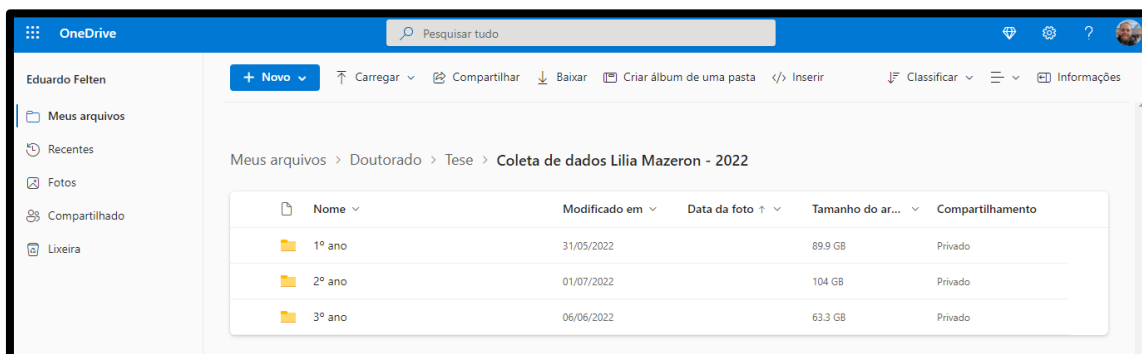 OneDrive
Pesquisar tudo
Eduardo Felten
Meus arquivos
Recentes
Fotos
Compartilhado
Lixeira
+ Novo
Carregar
Compartilhar
Baixar
Criar álbum de uma pasta
</> Inserir
Classificar
Informações
Meus arquivos > Doutorado > Tese > Coleta de dados Lilia Mazeron - 2022
Nome Modificado em Data da foto ↑ Tamanho do ar... Compartilhamento
1º ano 31/05/2022 89.9 GB Privado
2º ano 01/07/2022 104 GB Privado
3º ano 06/06/2022 63.3 GB Privado